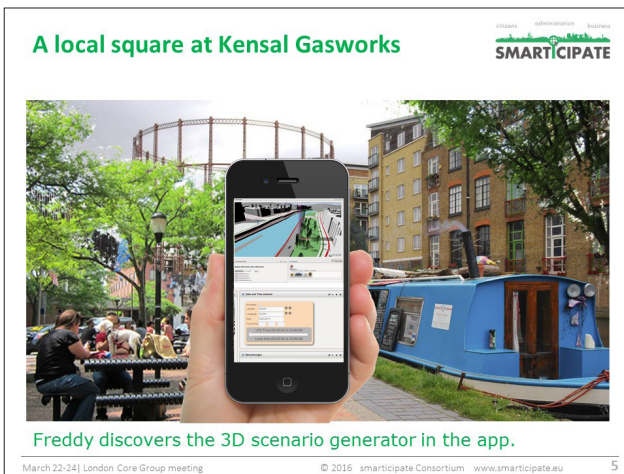 citizens administration business
A local square at Kensal Gasworks
SMARTICIPATE
Freddy discovers the 3D scenario generator in the app.
March 22-24| London Core Group meeting © 2016 smarticipate Consortium www.smarticipate.eu 5